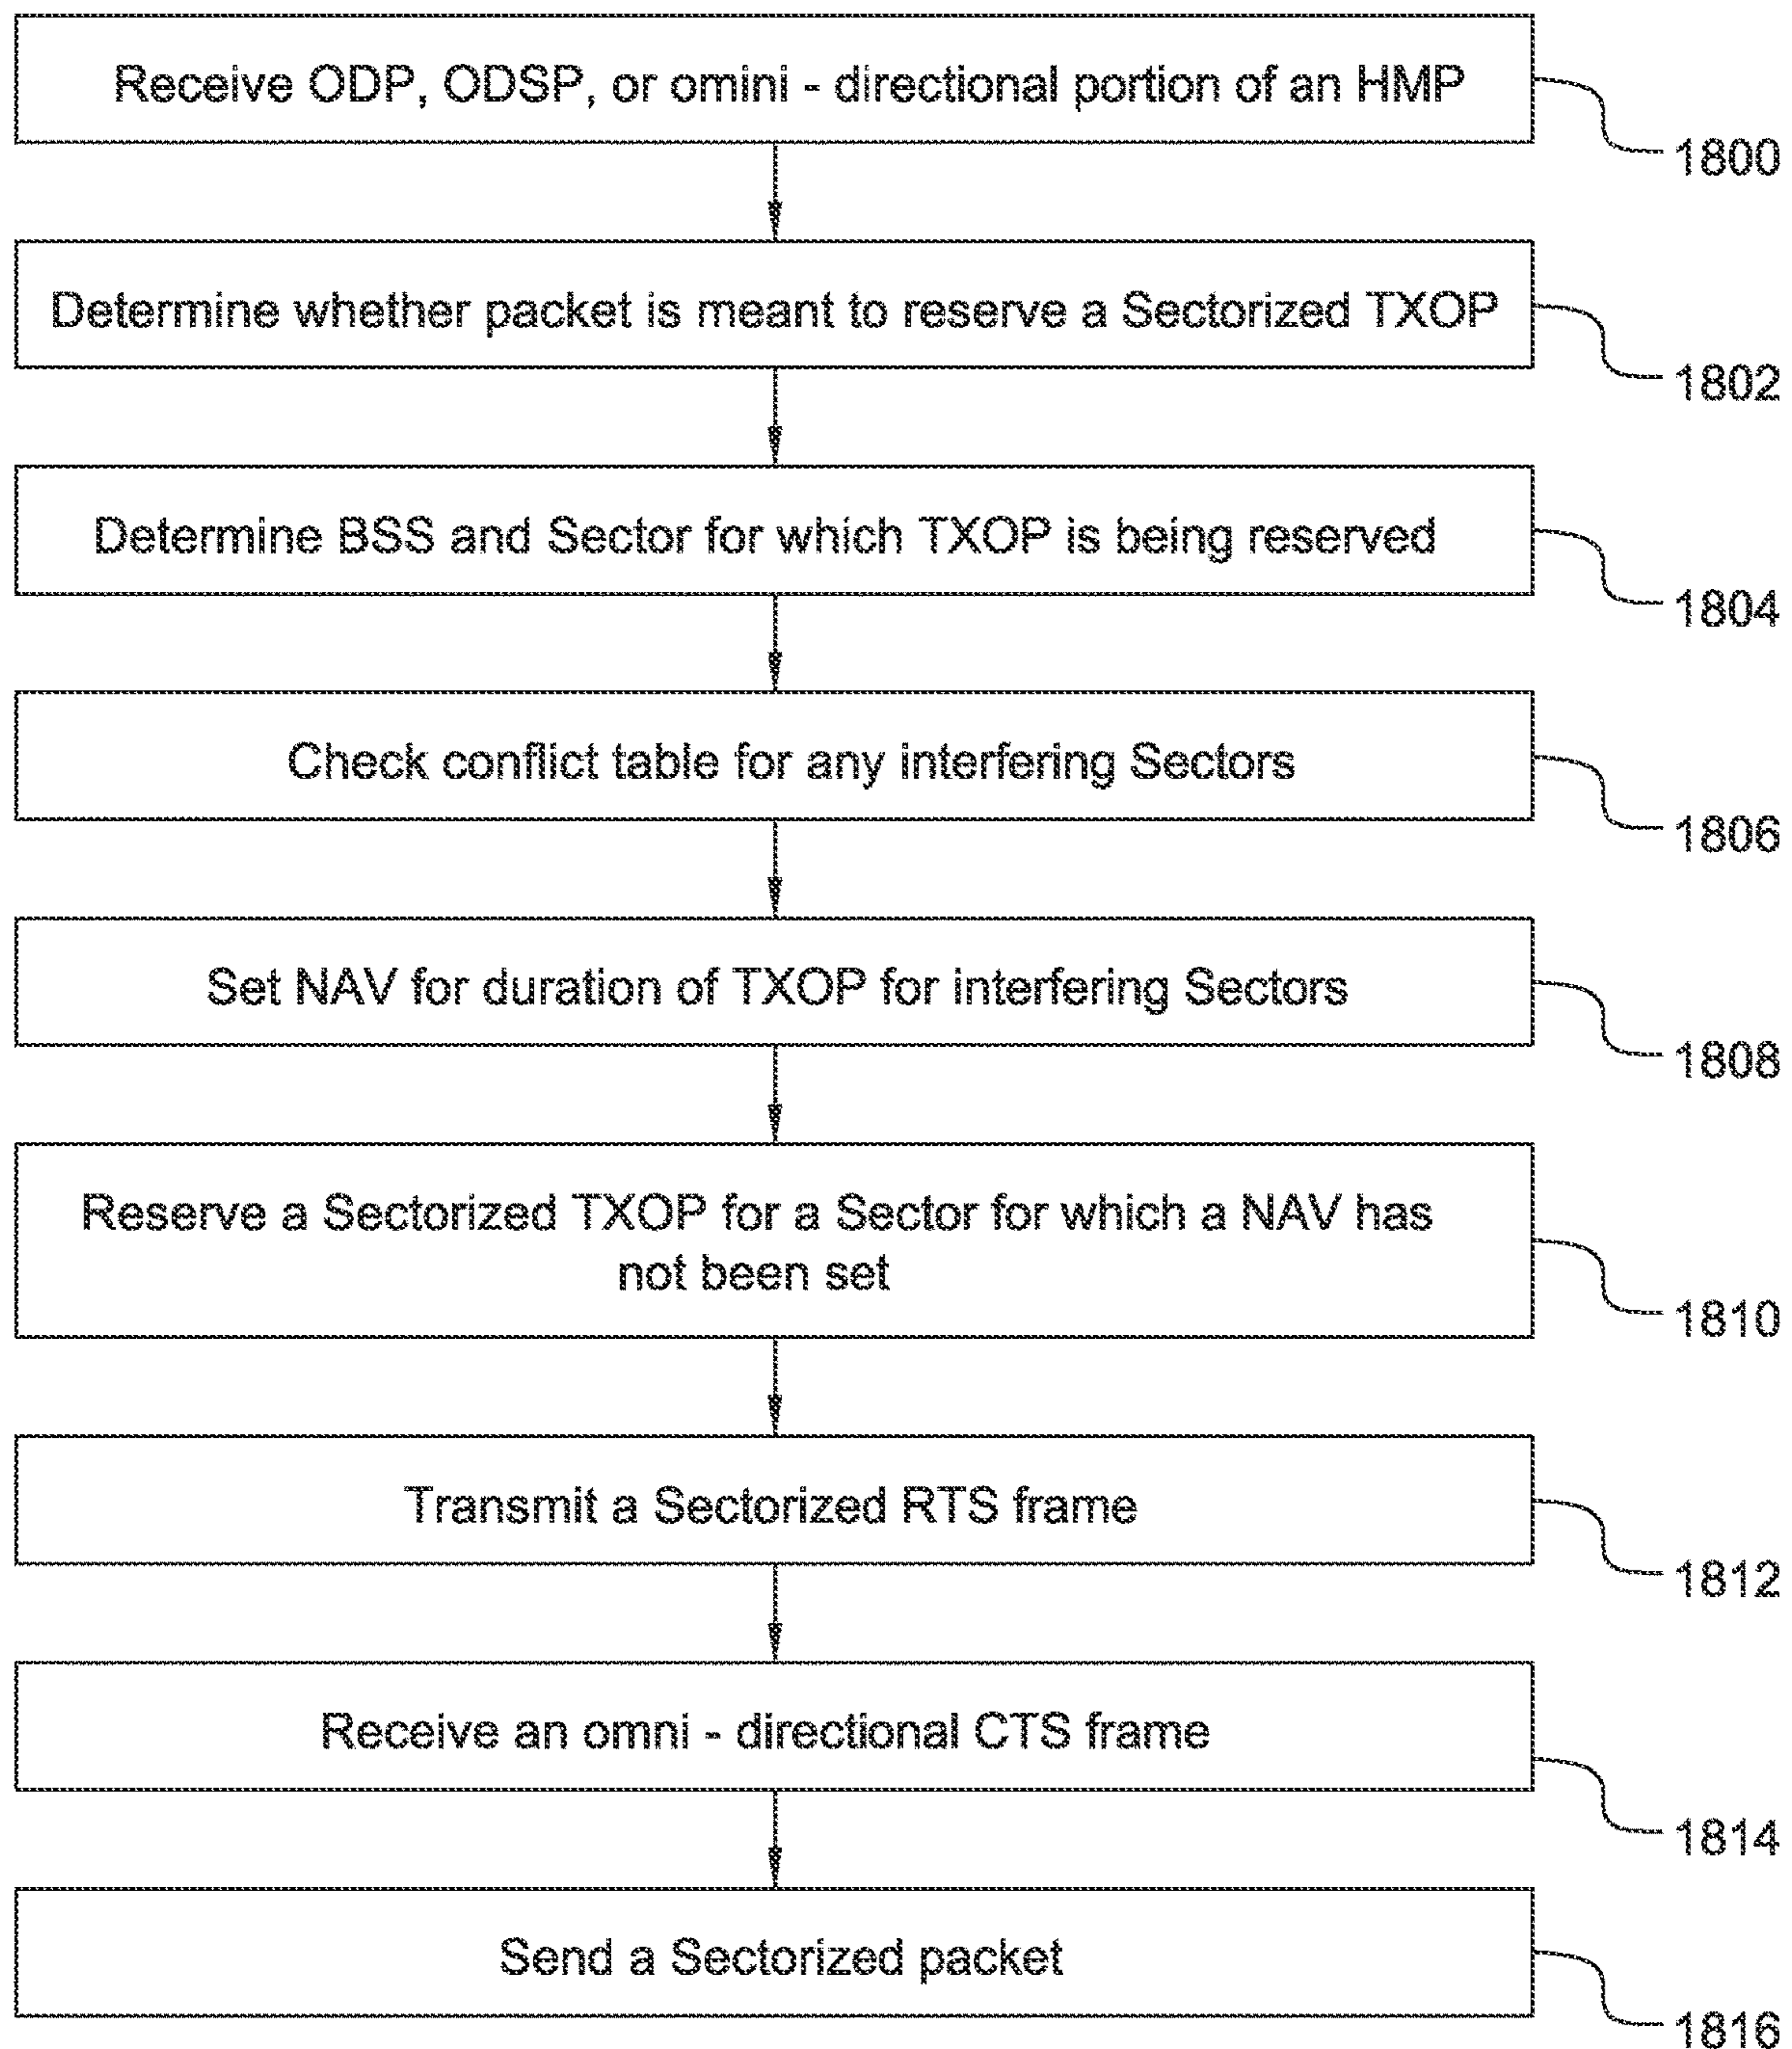 Receive ODP, ODSP, or omini - directional portion of an HMP
1800
Determine whether packet is meant to reserve a Sectorized TXOP
1802
Determine BSS and Sector for which TXOP is being reserved
1804
Check conflict table for any interfering Sectors
1806
Set NAV for duration of TXOP for interfering Sectors
1808
Reserve a Sectorized TXOP for a Sector for which a NAV has
not been set
1810
Transmit a Sectorized RTS frame
1812
Receive an omni - directional CTS frame
1814
Send a Sectorized packet
1816